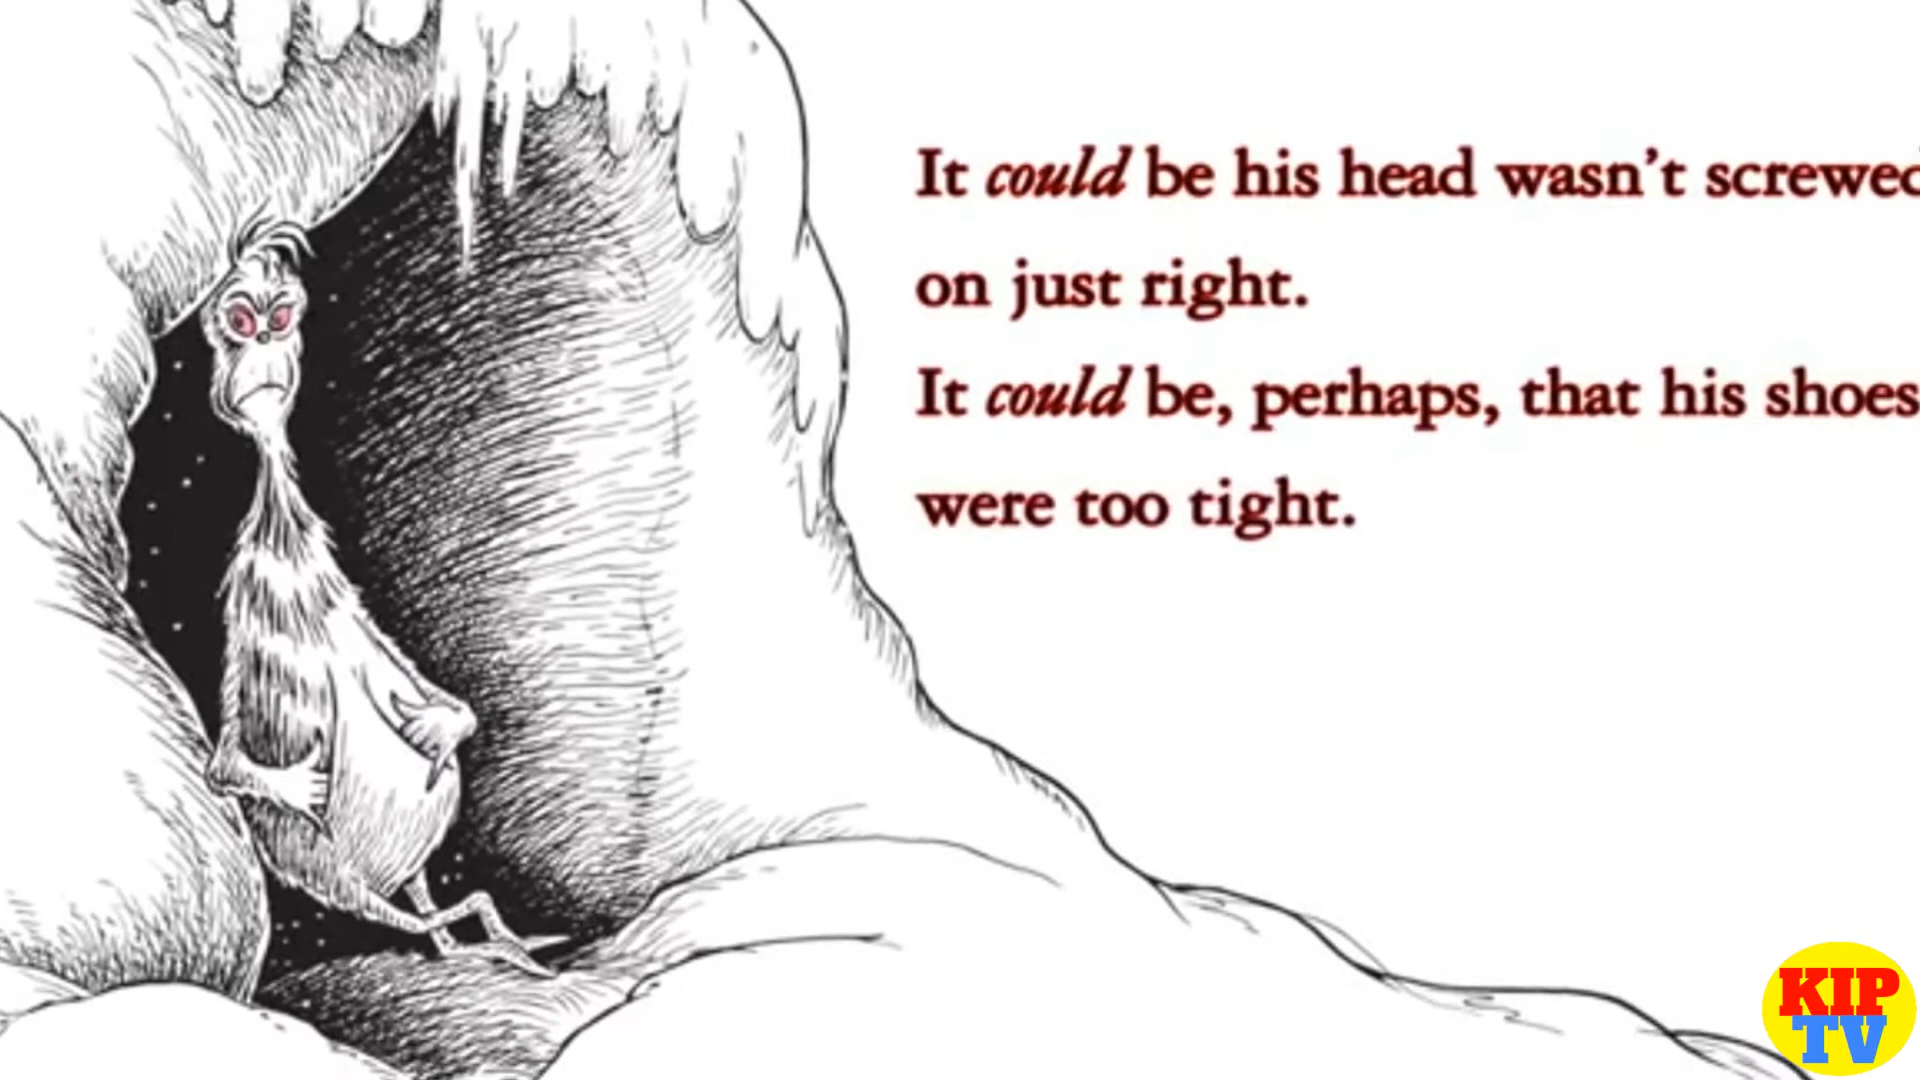 It could be his head wasn't screwed
on just right.
It could be, perhaps, that his shoes
were too tight.
KIP
TV